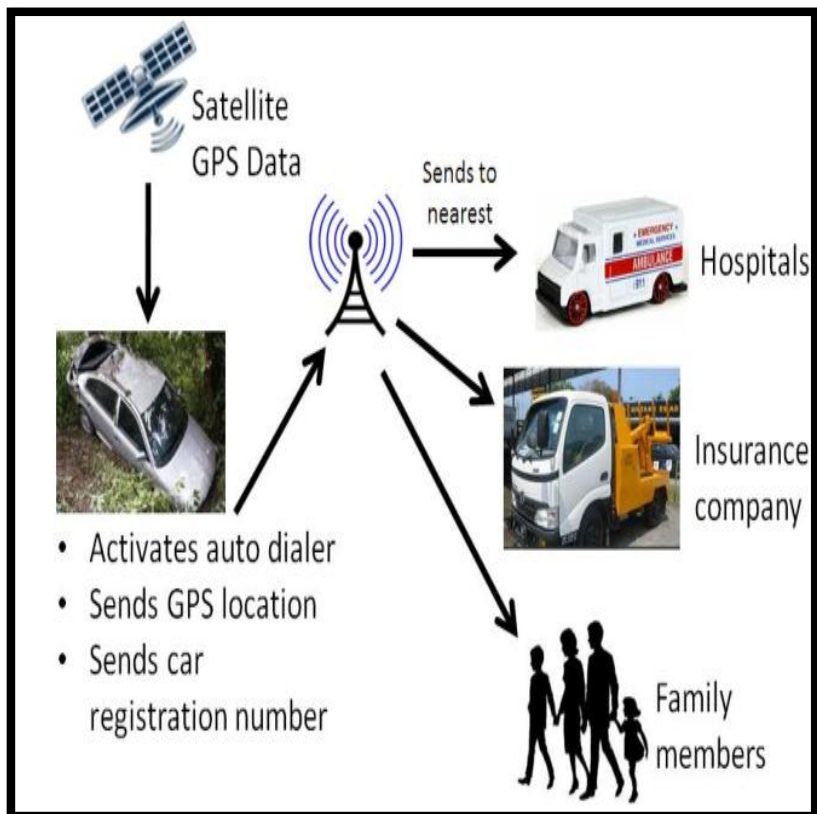 Satellite
GPS Data
Sends to
nearest
EMERGENCY
MEDICAL SERVICES
AMBULANCE
911
Hospitals
Insurance
company
• Activates auto dialer
• Sends GPS location
• Sends car
registration number
Family
members